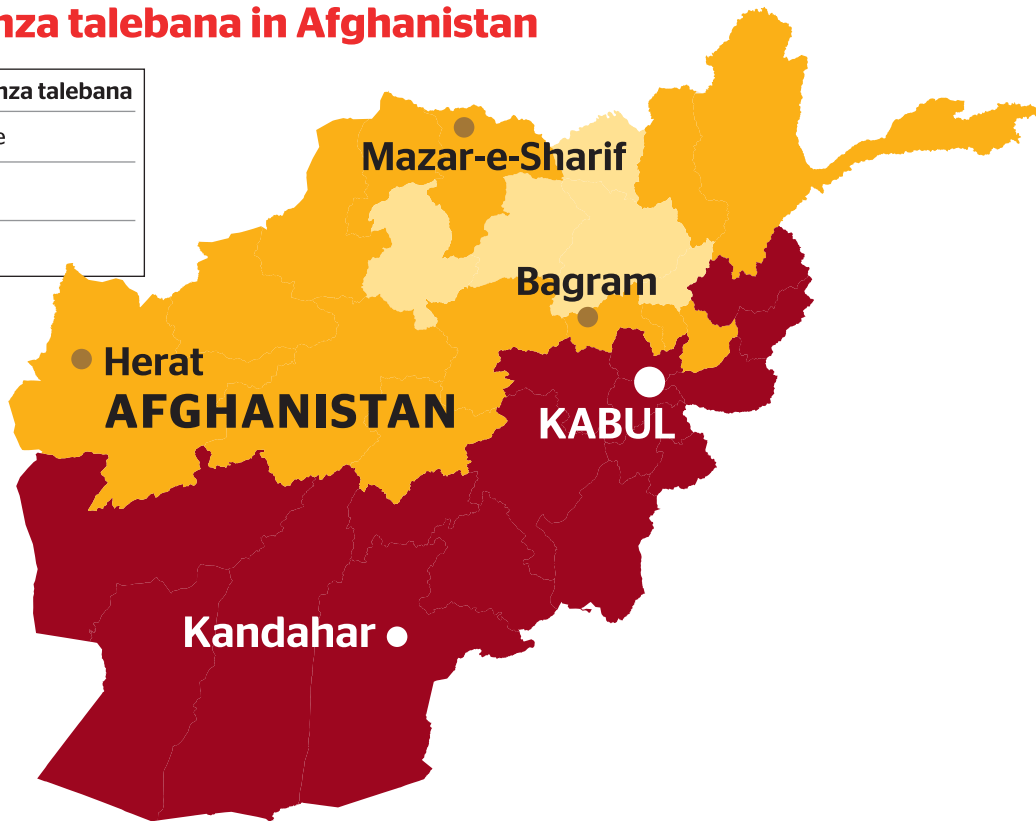 nza talebana in Afghanistan
nza talebana
e
Mazar-e-Sharif
Bagram
Herat
AFGHANISTAN
KABUL
Kandahar